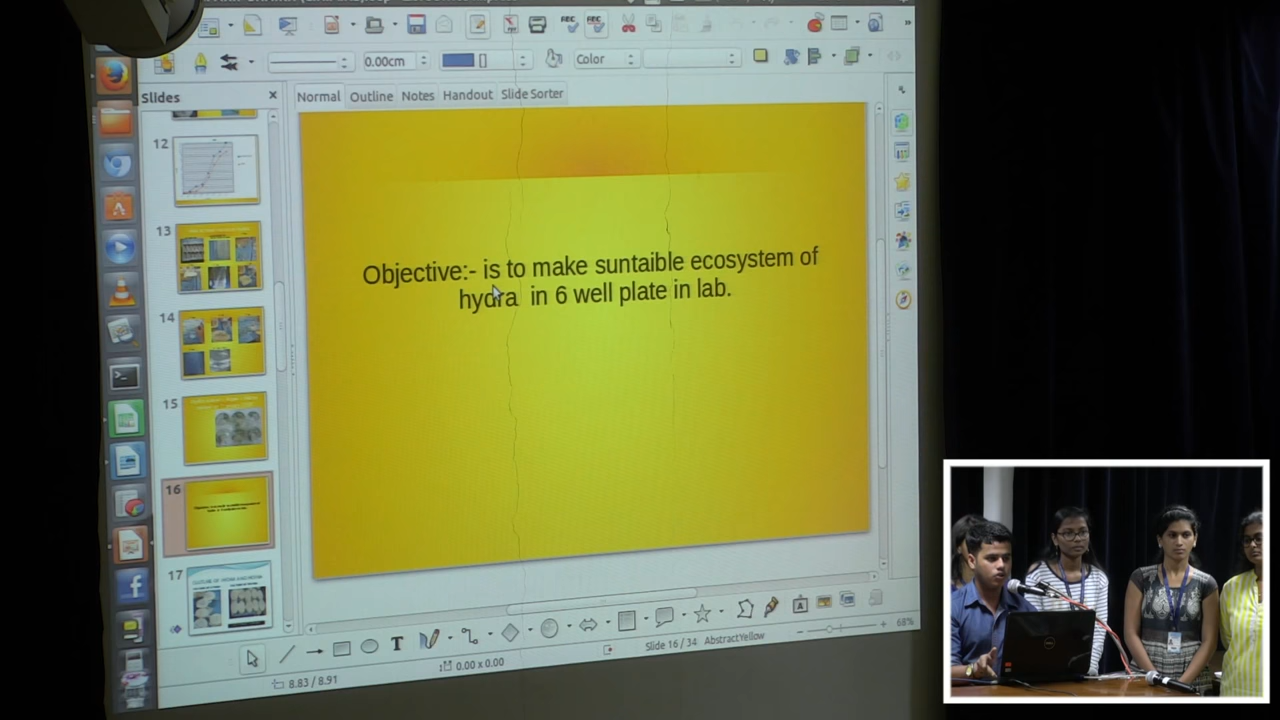 ABC
ABC
0.00cm
[]
Color
Slides
Normal
Outline
Notes
Handout
Slide Sorter
12
13
14
15
16
17
Objective:- is to make suntaible ecosystem of
hydra in 6 well plate in lab.
T
A
8.83 / 8.91
0.00 x 0.00
Slide 16 / 34
AbstractYellow
68%